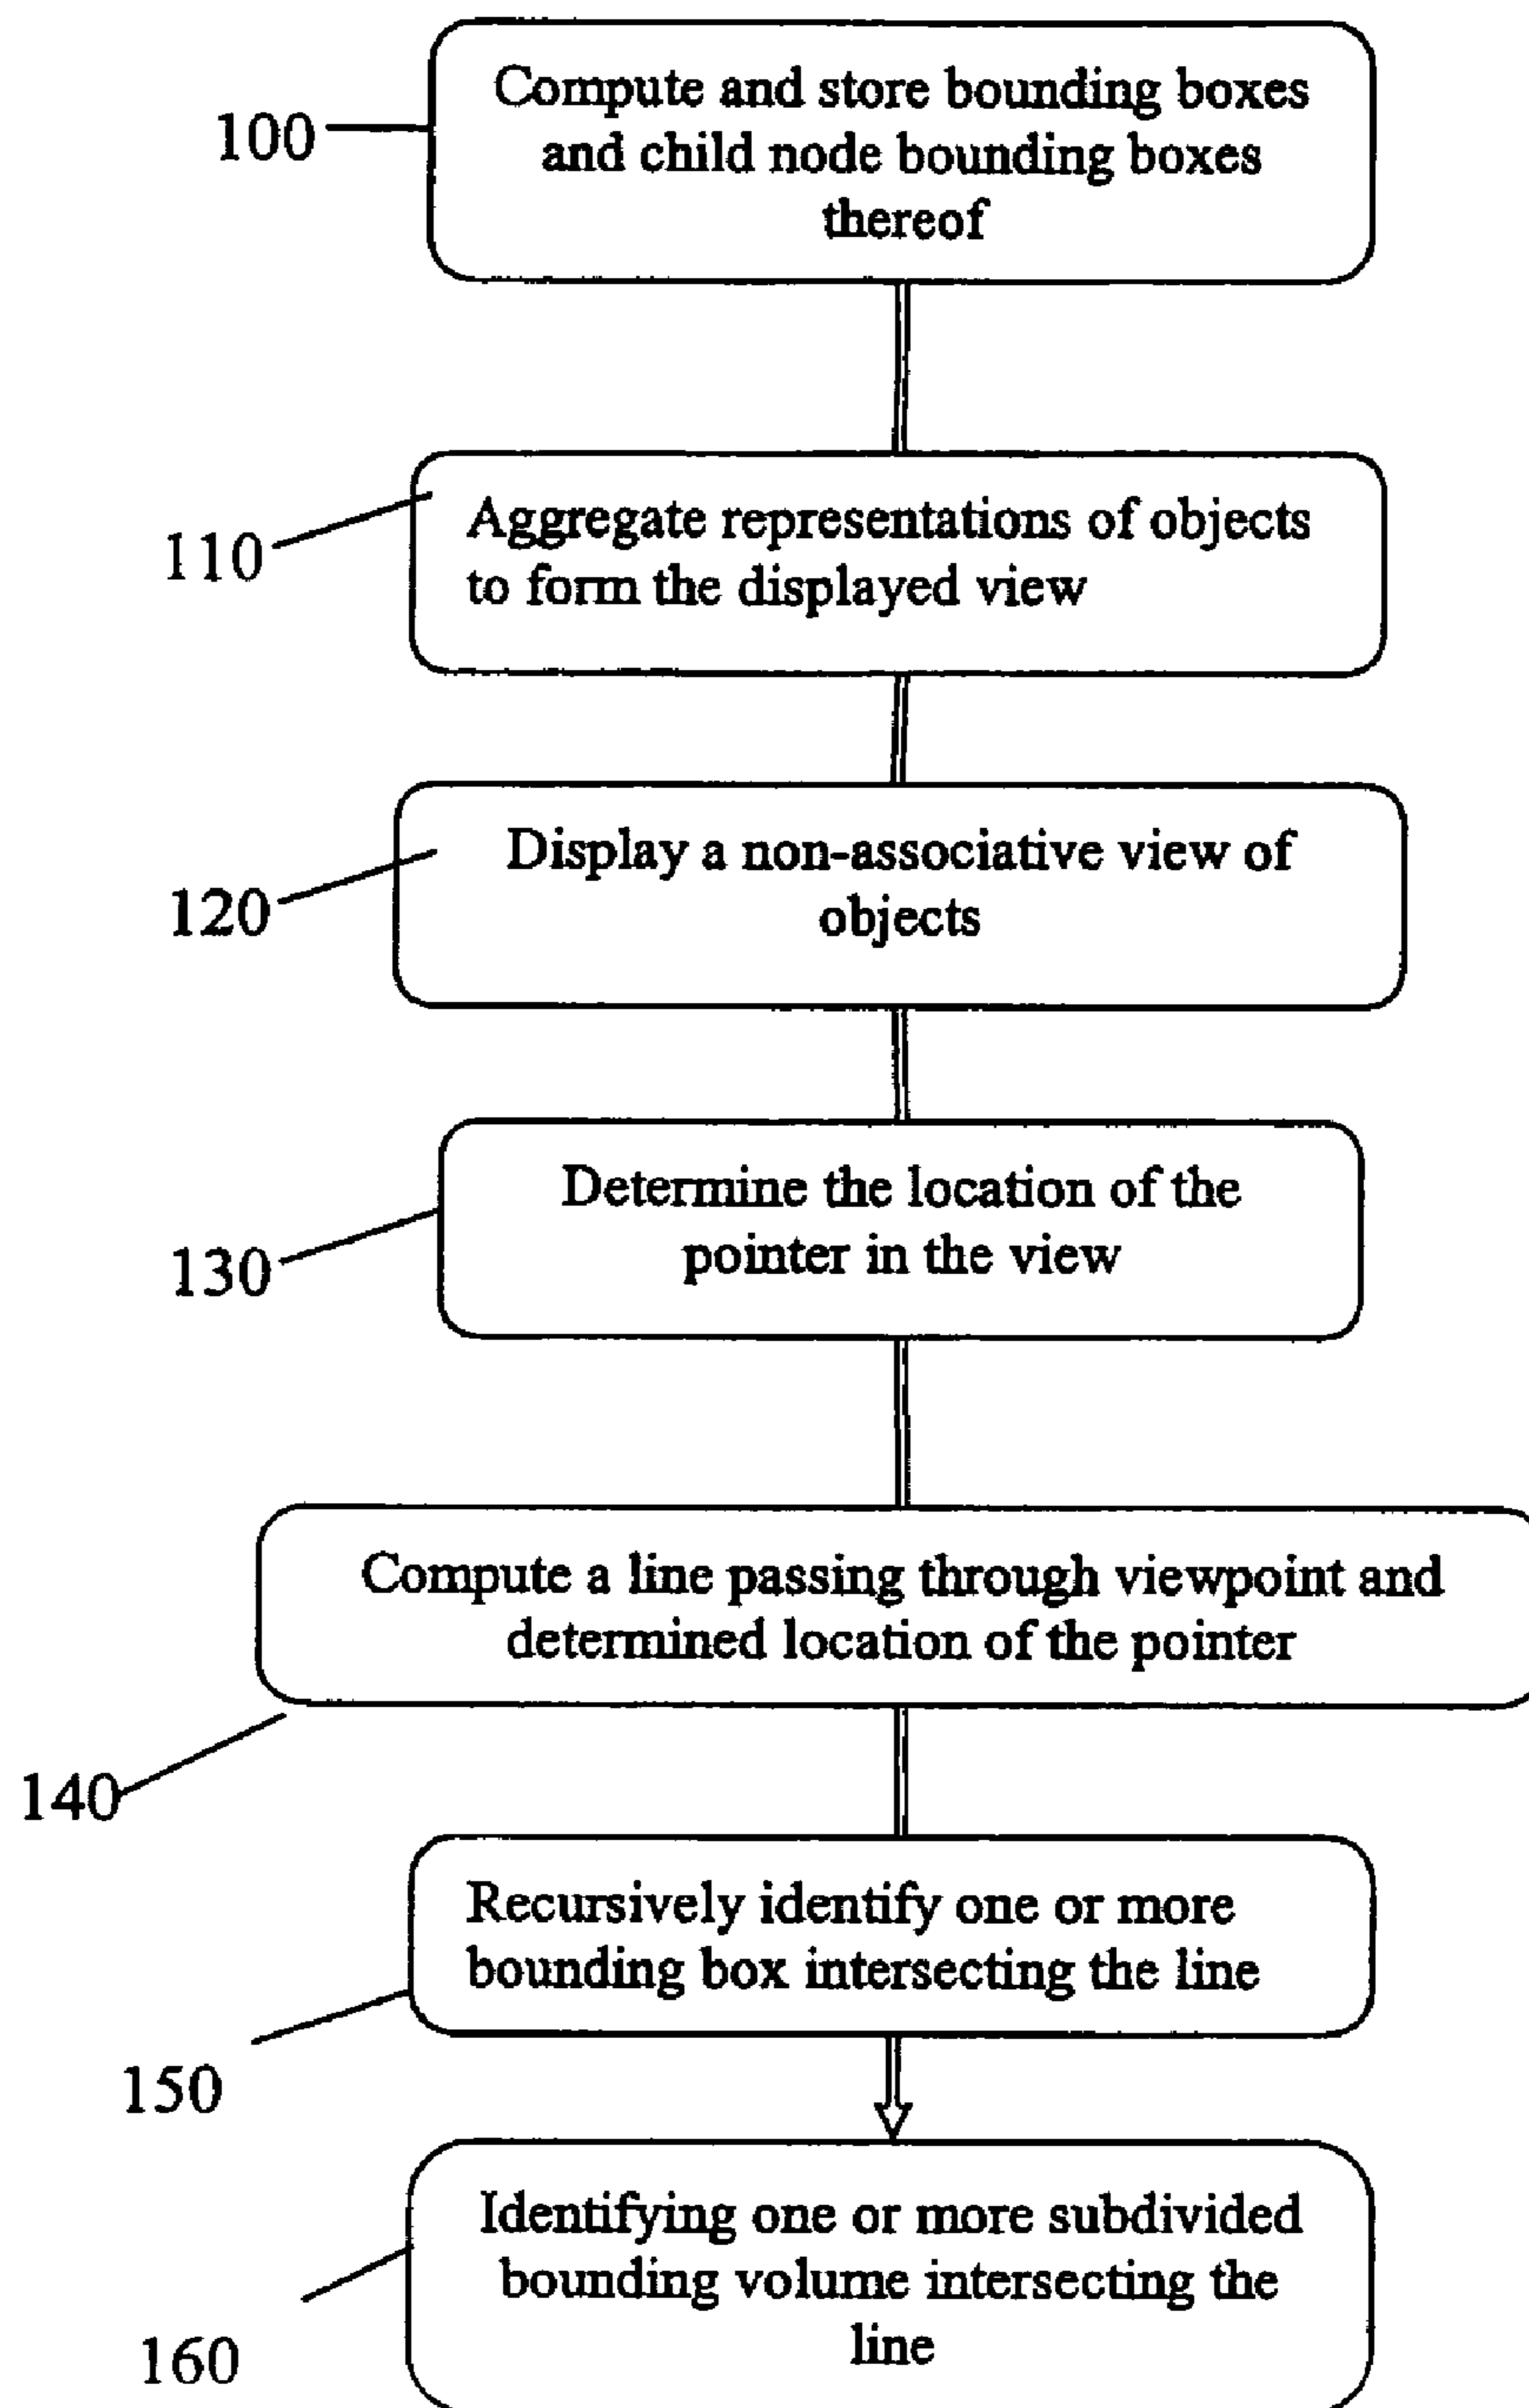 100
Compute and store bounding boxes
and child node bounding boxes
thereof
110
Aggregate representations of objects
to form the displayed view
120
Display a non-associative view of
objects
130
Determine the location of the
pointer in the view
140
Compute a line passing through viewpoint and
determined location of the pointer
150
Recursively identify one or more
bounding box intersecting the line
160
Identifying one or more subdivided
bounding volume intersecting the
line